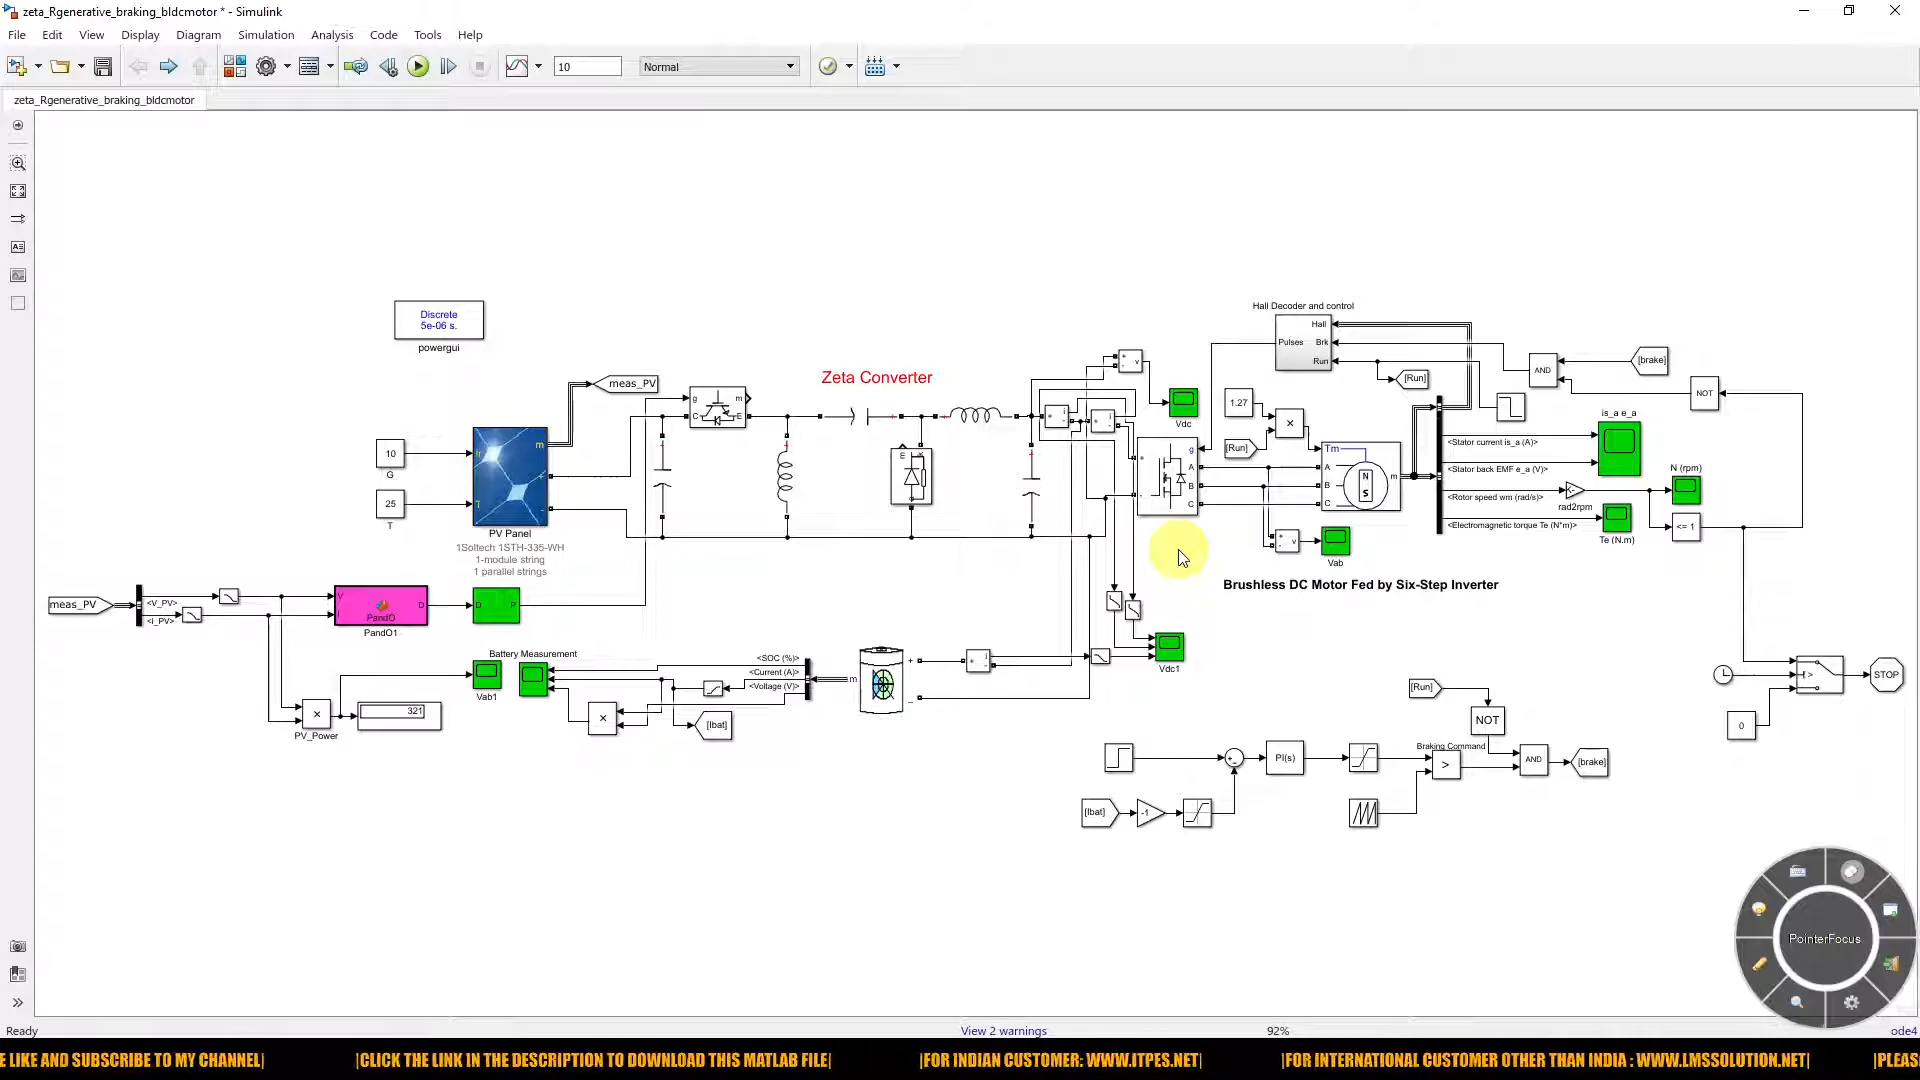 zeta_Rgenerative_braking_bldcmotor * - Simulink
File Edit View Display Diagram Simulation Analysis Code Tools Help
10 Normal
zeta_Rgenerative_braking_bldcmotor
Discrete
5e-06 s.
powergui
meas_PV
Zeta Converter
Hall Decoder and control
Hall
Pulses Brk
Run
[brake]
AND
NOT
[Run]
1.27
[Run]
×
Vdc
is_a e_a
10
G
25
T
Ir
T
m
+
-
PV Panel
1Soltech 1STH-335-WH
1-module string
1 parallel strings
g m
C E
E
g
A
B
C
Tm
A
B
C
N
S
m
<Stator current is_a (A)>
<Stator back EMF e_a (V)>
<Rotor speed wm (rad/s)>
<Electromagnetic torque Te (N*m)>
N (rpm)
rad2rpm
<= 1
Te (N.m)
Vab
Brushless DC Motor Fed by Six-Step Inverter
meas_PV
<V_PV>
<I_PV>
V
I
D
PandO
PandO1
D P
Battery Measurement
Vab1
<SOC (%)>
<Current (A)>
<Voltage (V)>
m
[Ibat]
×
×
321
PV_Power
Vdc1
STOP
0
[Run]
NOT
Braking Command
PI(s)
>
AND
[brake]
[Ibat]
-1
PointerFocus
Ready
View 2 warnings
92%
ode4
E LIKE AND SUBSCRIBE TO MY CHANNEL| |CLICK THE LINK IN THE DESCRIPTION TO DOWNLOAD THIS MATLAB FILE| |FOR INDIAN CUSTOMER: WWW.ITPES.NET| |FOR INTERNATIONAL CUSTOMER OTHER THAN INDIA : WWW.LMSSOLUTION.NET| |PLEAS